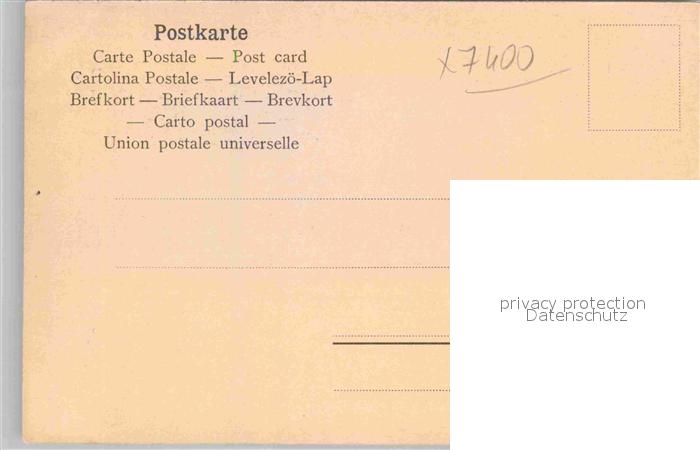 Postkarte
Carte Postale — Post card
Cartolina Postale — Levelezö-Lap
Brefkort — Briefkaart — Brevkort
— Carto postal —
Union postale universelle
x7400
privacy protection
Datenschutz